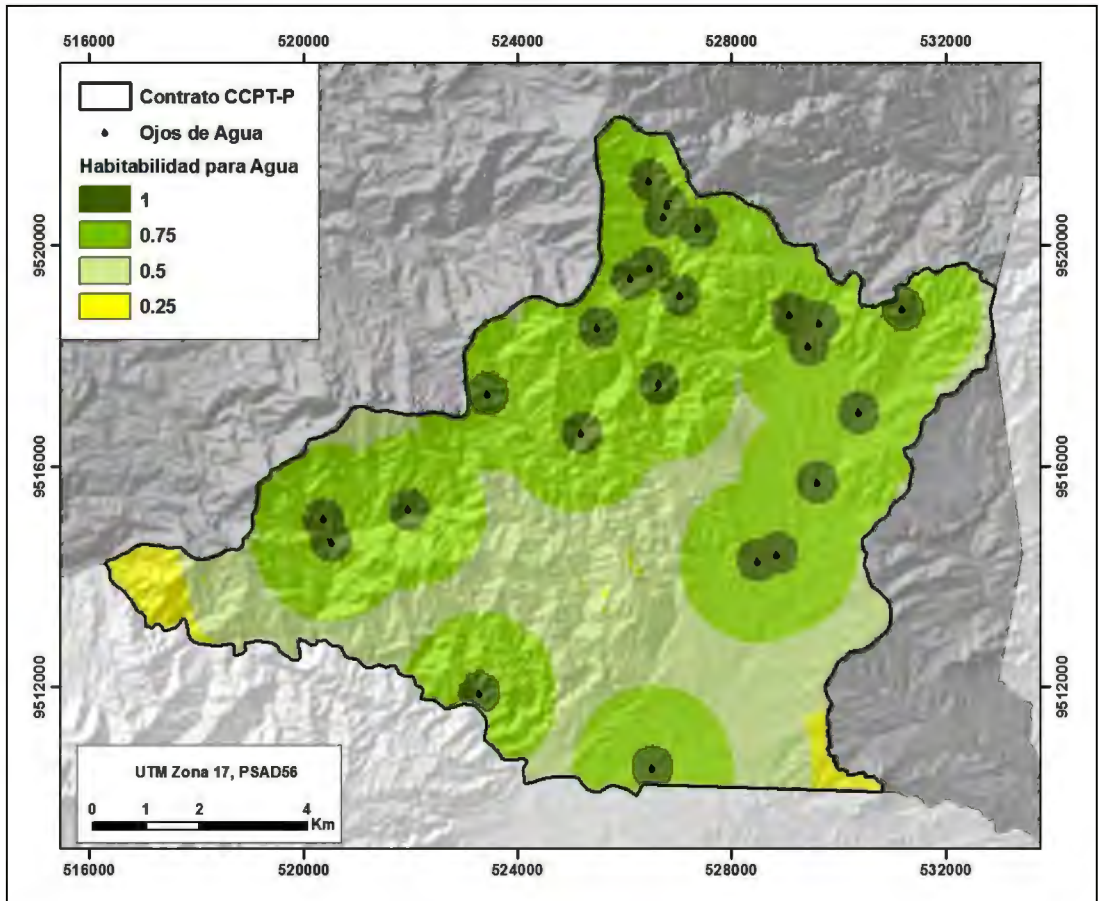 516000 520000 524000 528000 532000
Contrato CCPT-P
Ojos de Agua
Habitabilidad para Agua
1
0.75
0.5
0.25
9520000 9520000
9516000 9516000
9512000 9512000
UTM Zona 17, PSAD56
0 1 2 4
Km
516000 520000 524000 528000 532000